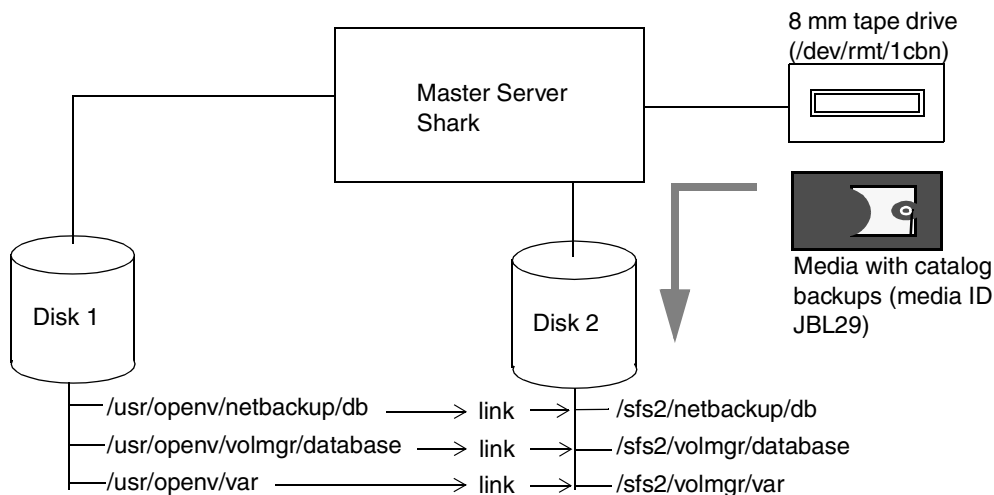 8 mm tape drive
(/dev/rmt/1cbn)
Master Server
Shark
Media with catalog
backups (media ID
JBL29)
Disk 1
Disk 2
/usr/openv/netbackup/db link /sfs2/netbackup/db
/usr/openv/volmgr/database link /sfs2/volmgr/database
/usr/openv/var link /sfs2/volmgr/var